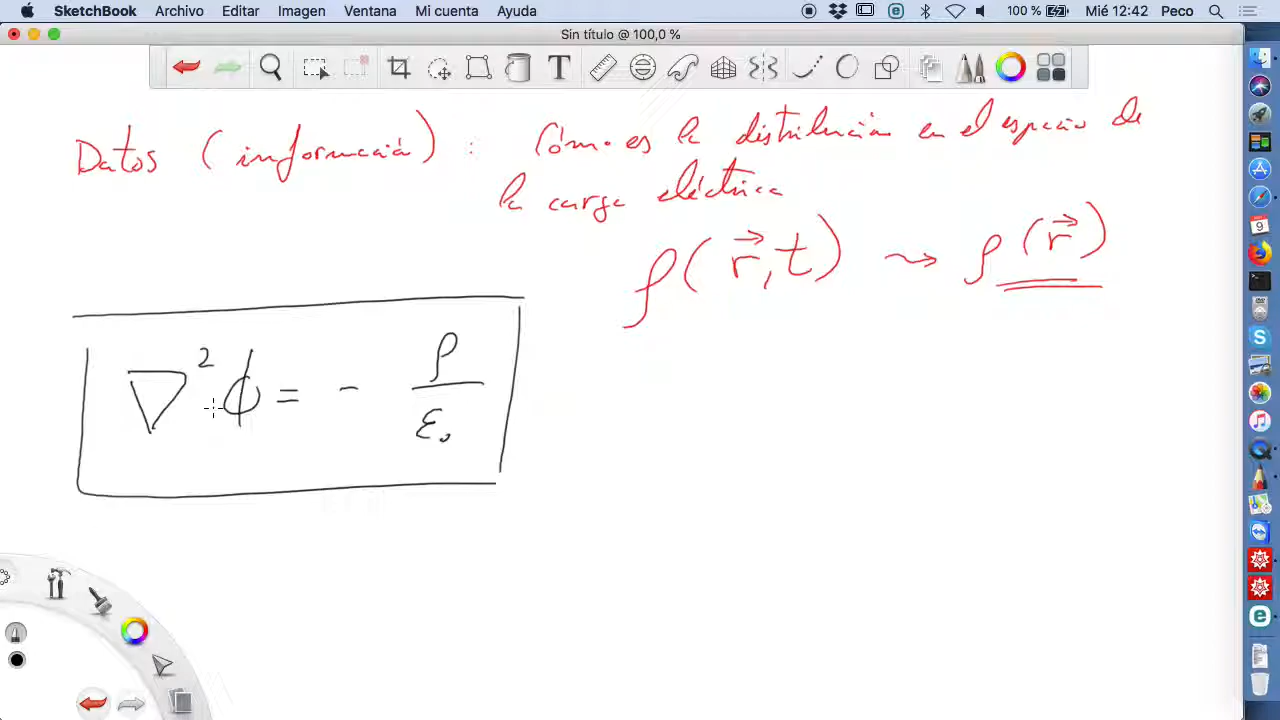 SketchBook Archivo Editar Imagen Ventana Mi cuenta Ayuda 100 % Mié 12:42 Peco
Sin título @ 100,0 %
T
Datos (información) : Cómo es la distribución en el espacio de
la carga eléctrica
ρ(r⃗,t) ⇝ ρ(r⃗)
∇²ϕ = - ρ/ε₀
9